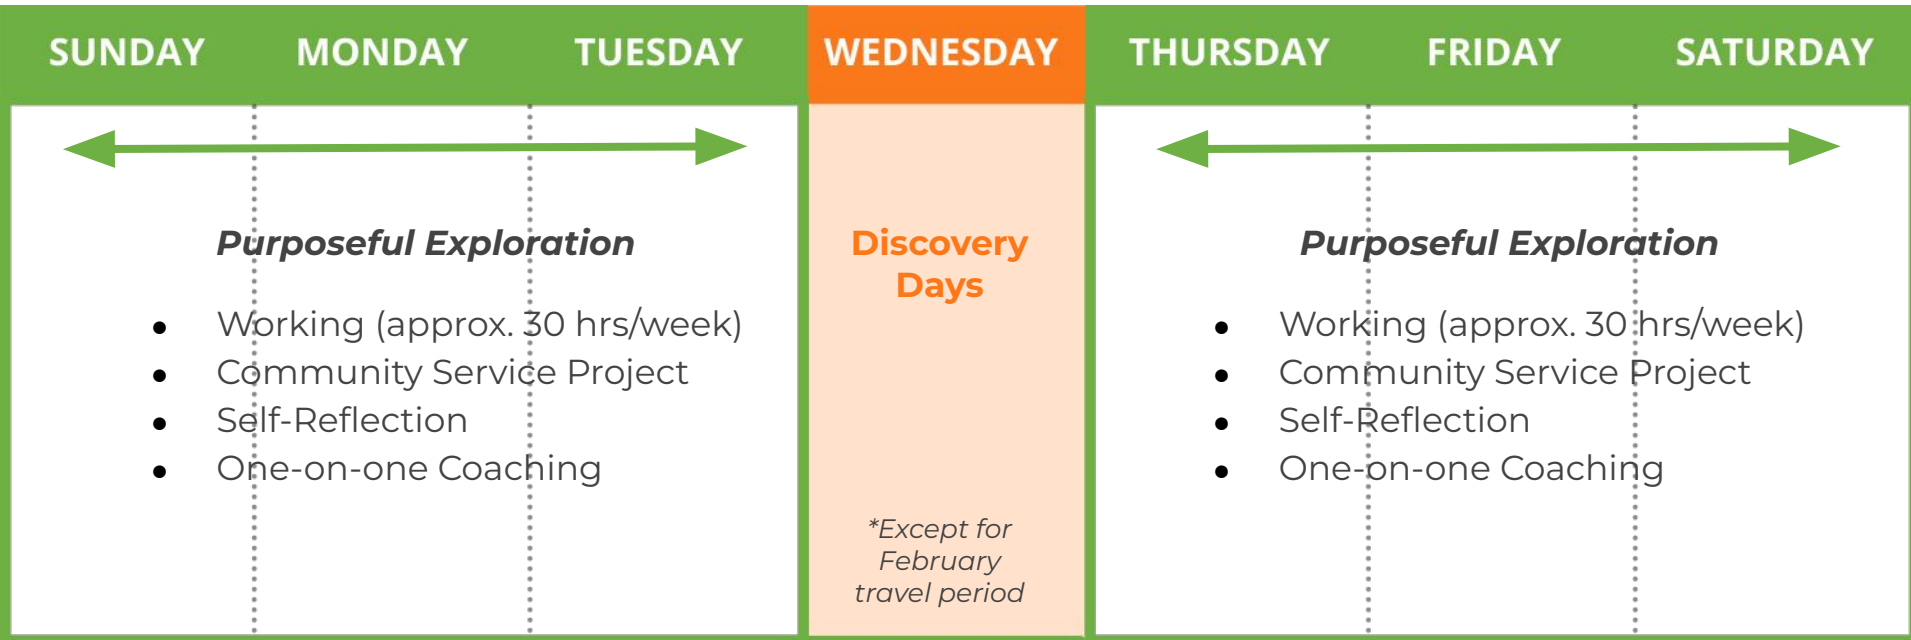 SUNDAY MONDAY TUESDAY WEDNESDAY THURSDAY FRIDAY SATURDAY
Purposeful Exploration
● Working (approx. 30 hrs/week)
● Community Service Project
● Self-Reflection
● One-on-one Coaching
Discovery
Days
*Except for
February
travel period
Purposeful Exploration
● Working (approx. 30 hrs/week)
● Community Service Project
● Self-Reflection
● One-on-one Coaching